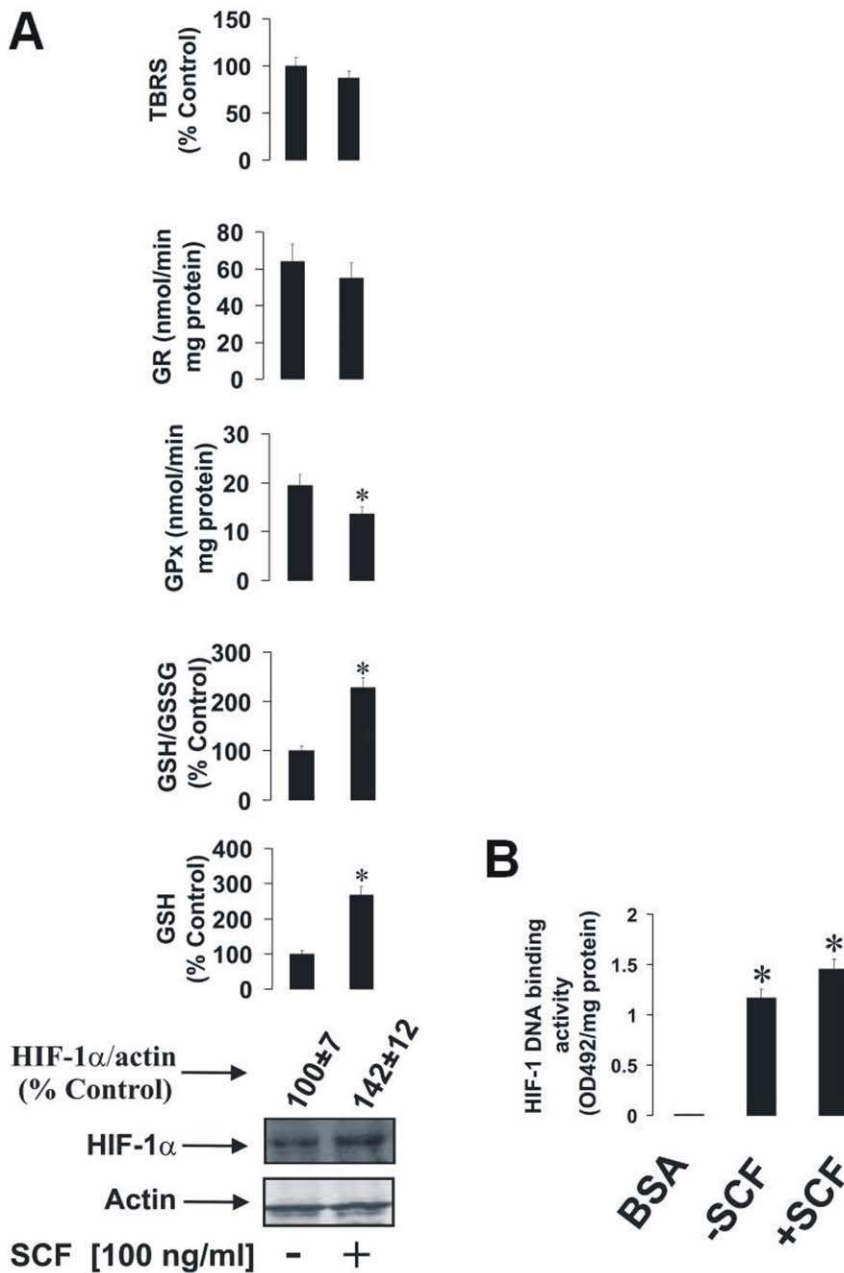 A
TBRS
(% Control)
150
100
50
0
GR (nmol/min
mg protein)
80
60
40
20
0
GPx (nmol/min
mg protein)
30
20
10
0
*
GSH/GSSG
(% Control)
300
200
100
0
*
GSH
(% Control)
400
300
200
100
0
*
HIF-1α/actin
(% Control)
100±7
142±12
HIF-1α
Actin
SCF [100 ng/ml] - +
B
HIF-1 DNA binding
activity
(OD492/mg protein)
2
1.5
1
0.5
0
*
*
BSA
-SCF
+SCF